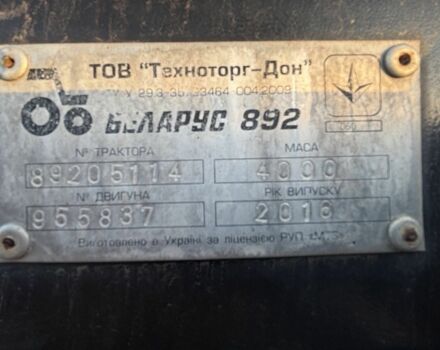 ТОВ "Техноторг-Дон"
БЕЛАРУС 892
№ ТРАКТОРА МАСА
89205114 4000
№ ДВИГУНА РІК ВИПУСКУ
955837 2016
Виготовлено в Україні за ліцензією РУП «МТЗ»